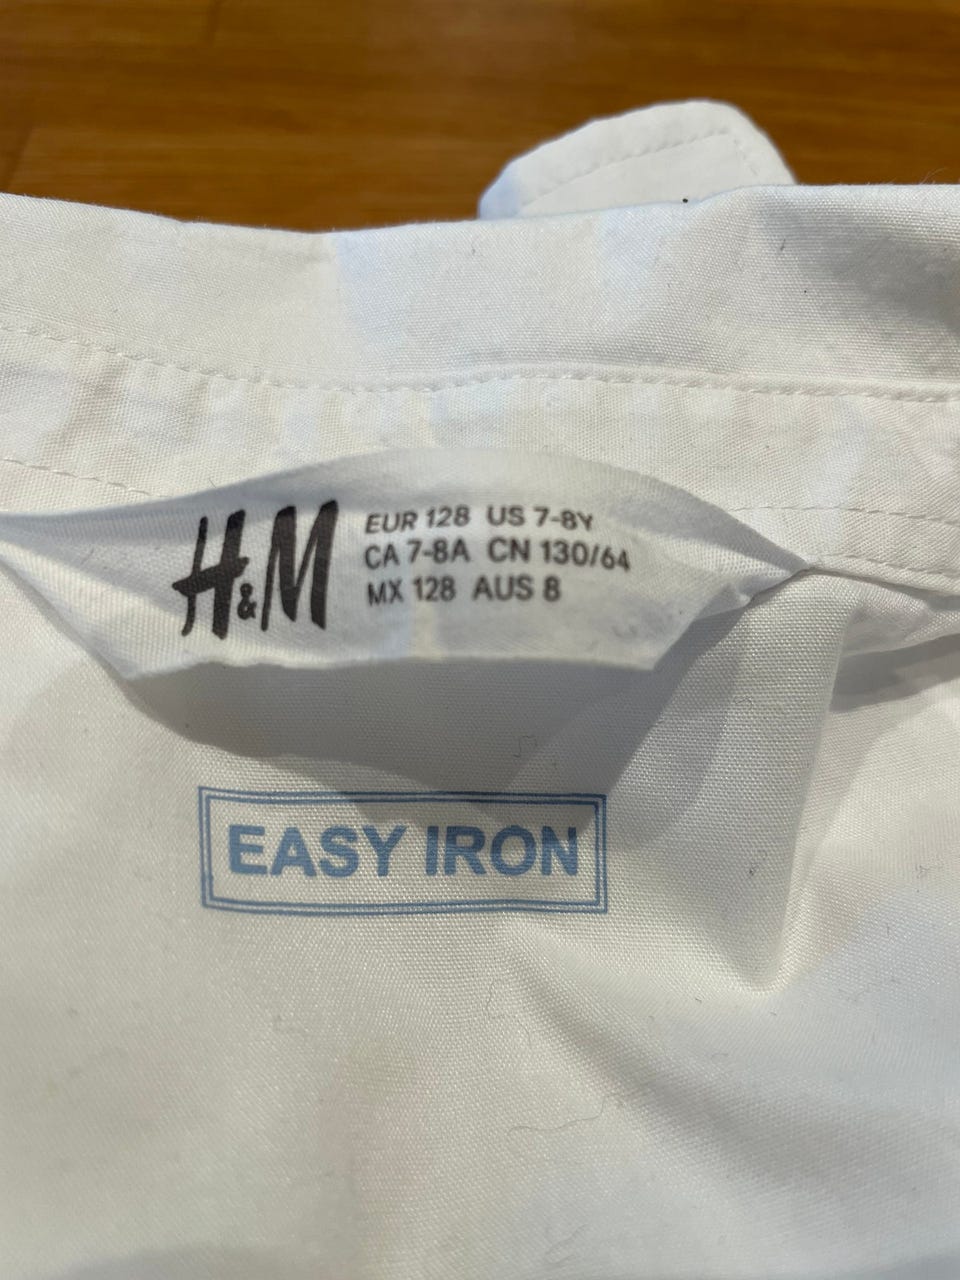 H&M
EUR 128 US 7-8Y
CA 7-8A CN 130/64
MX 128 AUS 8
EASY IRON